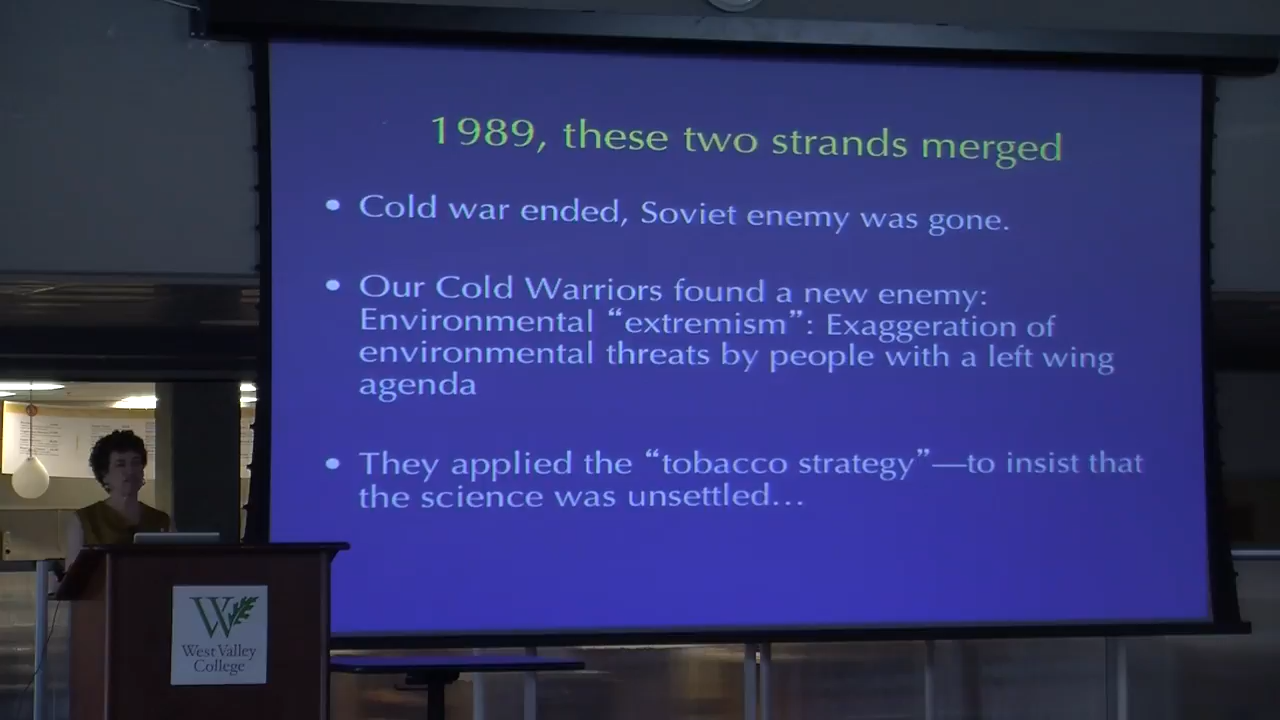 1989, these two strands merged
• Cold war ended, Soviet enemy was gone.
• Our Cold Warriors found a new enemy:
Environmental “extremism”: Exaggeration of
environmental threats by people with a left wing
agenda
• They applied the “tobacco strategy”—to insist that
the science was unsettled…
W
West Valley
College